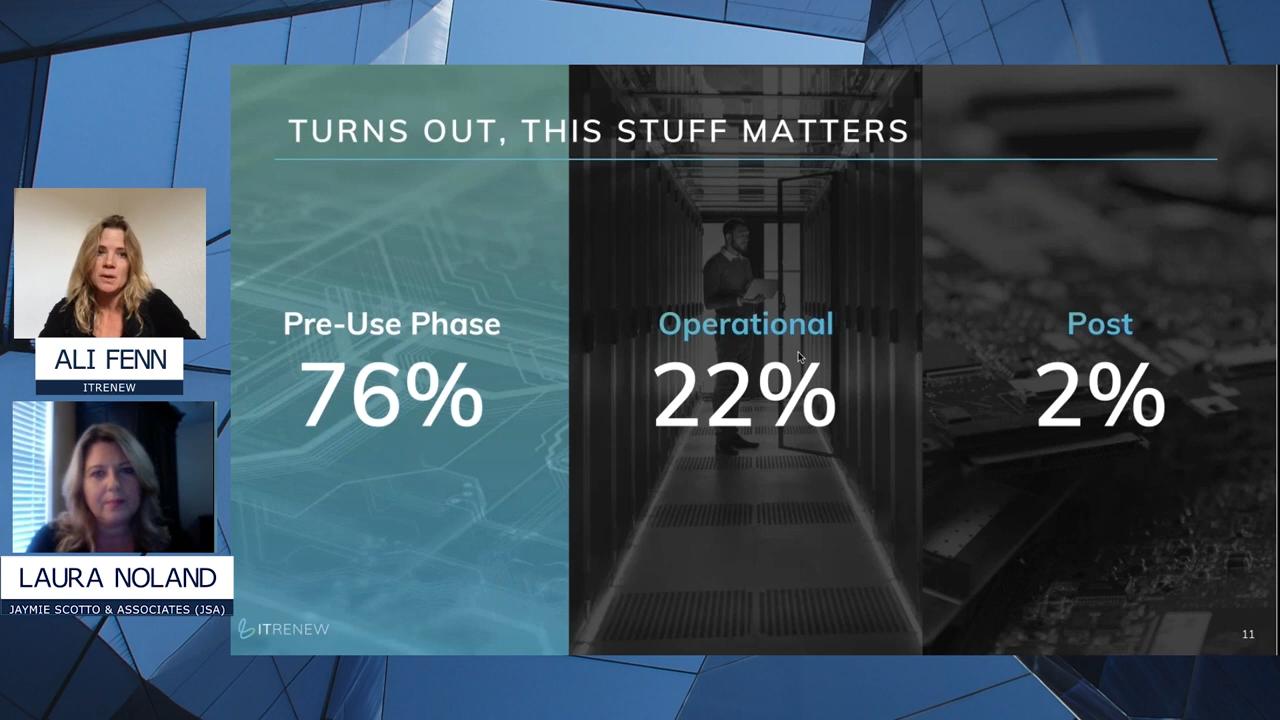 TURNS OUT, THIS STUFF MATTERS
Pre-Use Phase
76%
Operational
22%
Post
2%
ITRENEW
11
ALI FENN
ITRENEW
LAURA NOLAND
JAYMIE SCOTTO & ASSOCIATES (JSA)